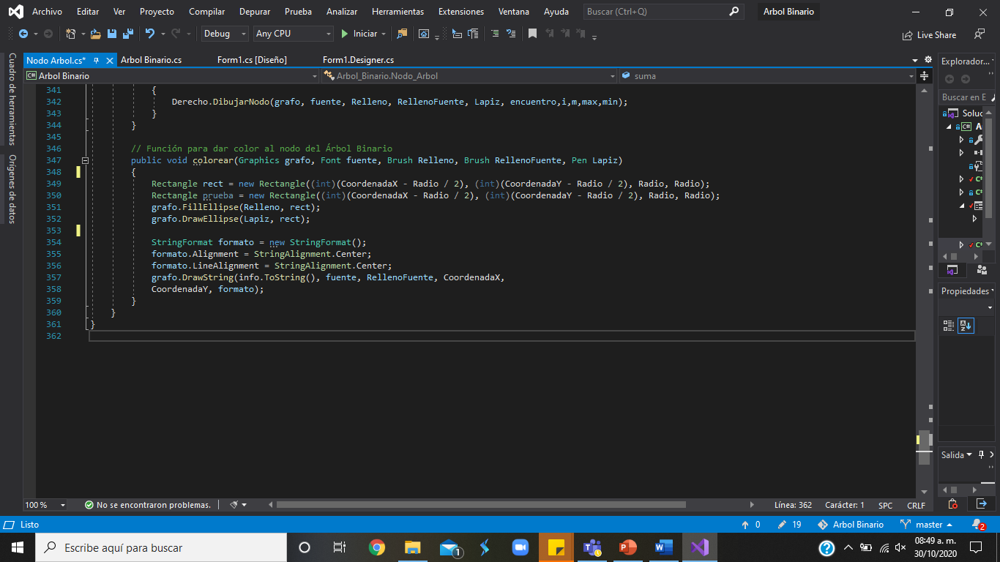 Archivo Editar Ver Proyecto Compilar Depurar Prueba Analizar Herramientas Extensiones Ventana Ayuda Buscar (Ctrl+Q) Arbol Binario
Debug Any CPU Iniciar Live Share
Cuadro de herramientas
Orígenes de datos
Nodo Arbol.cs* Arbol Binario.cs Form1.cs [Diseño] Form1.Designer.cs
Arbol Binario Arbol_Binario.Nodo_Arbol suma
341 {
342 Derecho.DibujarNodo(grafo, fuente, Relleno, RellenoFuente, Lapiz, encuentro,i,m,max,min);
343 }
344 }
345
346 // Función para dar color al nodo del Árbol Binario
347 public void colorear(Graphics grafo, Font fuente, Brush Relleno, Brush RellenoFuente, Pen Lapiz)
348 {
349 Rectangle rect = new Rectangle((int)(CoordenadaX - Radio / 2), (int)(CoordenadaY - Radio / 2), Radio, Radio);
350 Rectangle prueba = new Rectangle((int)(CoordenadaX - Radio / 2), (int)(CoordenadaY - Radio / 2), Radio, Radio);
351 grafo.FillEllipse(Relleno, rect);
352 grafo.DrawEllipse(Lapiz, rect);
353
354 StringFormat formato = new StringFormat();
355 formato.Alignment = StringAlignment.Center;
356 formato.LineAlignment = StringAlignment.Center;
357 grafo.DrawString(info.ToString(), fuente, RellenoFuente, CoordenadaX,
358 CoordenadaY, formato);
359 }
360 }
361 }
362
Explorador...
Buscar en E
Soluc
A
C#
C#
C#
Propiedades
Salida
100 % No se encontraron problemas. Línea: 362 Carácter: 1 SPC CRLF
Listo 0 19 Arbol Binario master 2
Escribe aquí para buscar 1 08:49 a. m.
30/10/2020